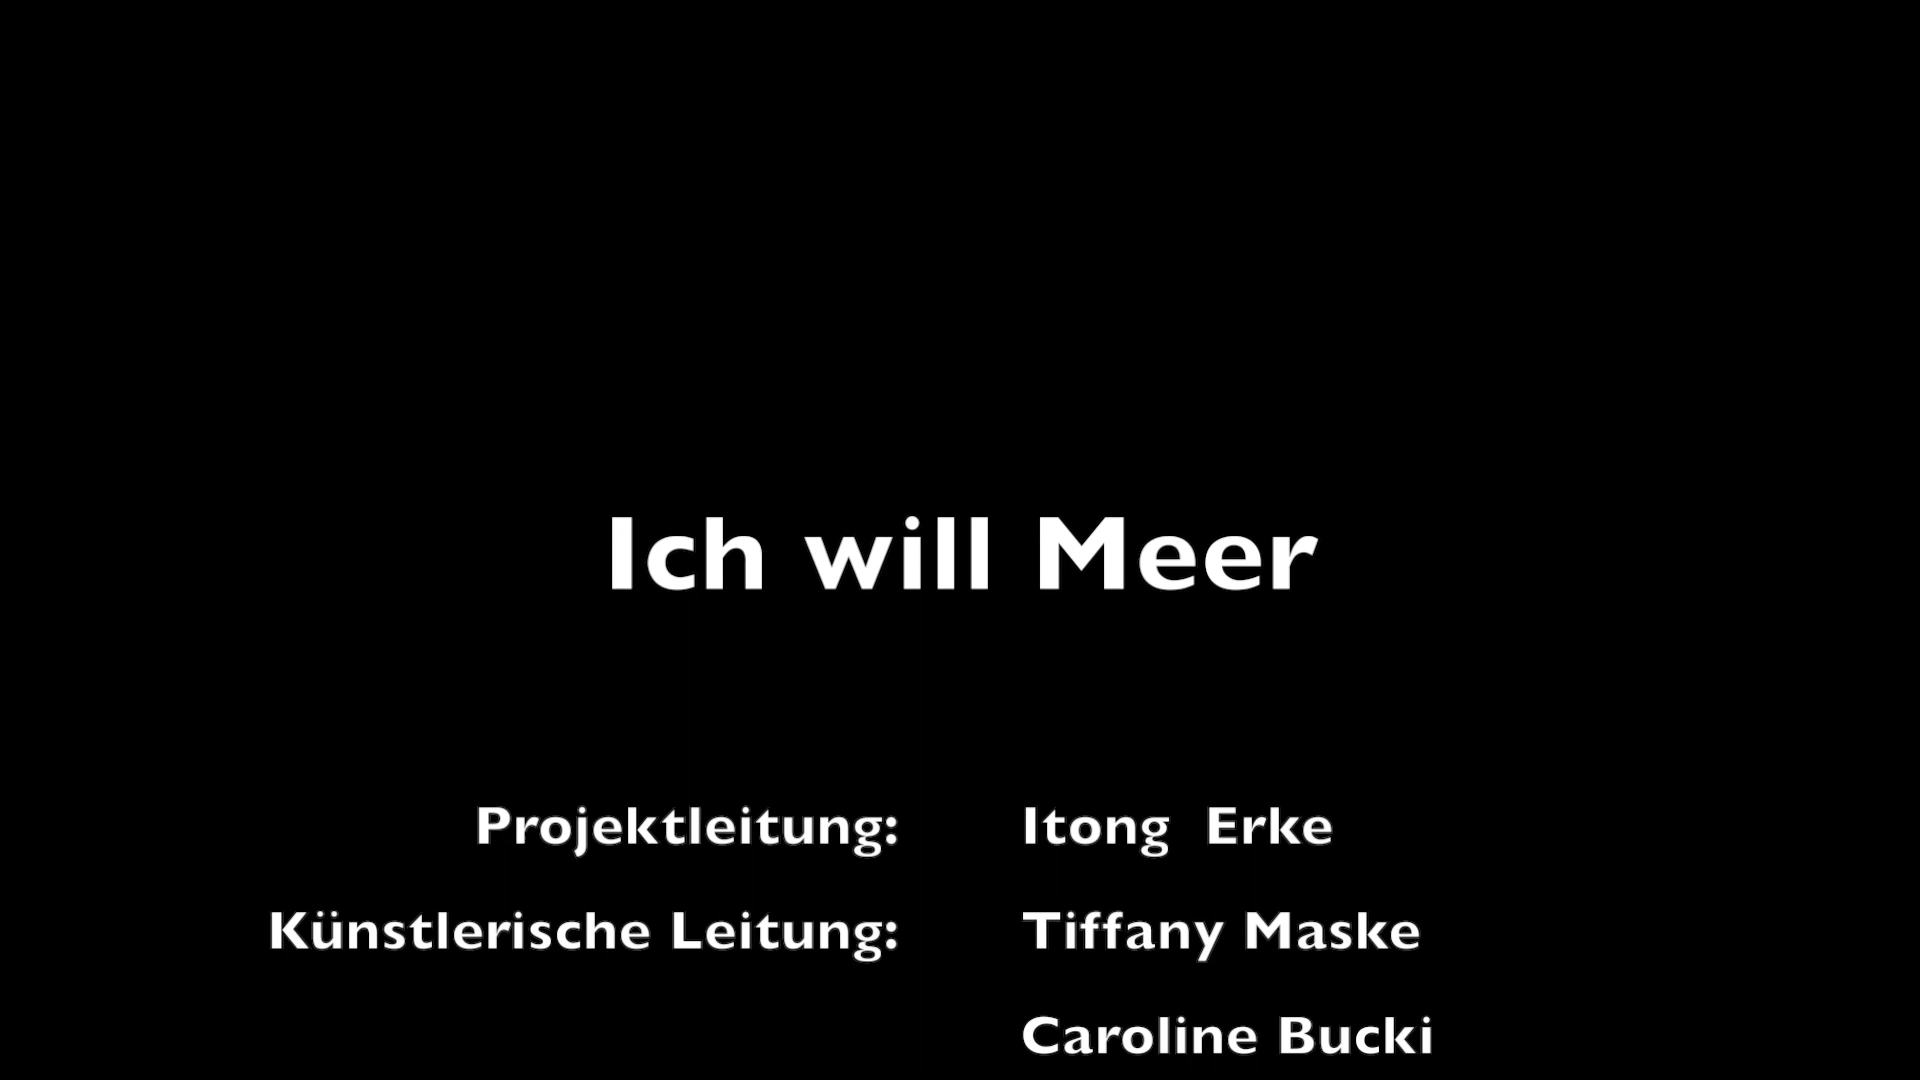 Ich will Meer
Projektleitung: Itong Erke
Künstlerische Leitung: Tiffany Maske
Caroline Bucki